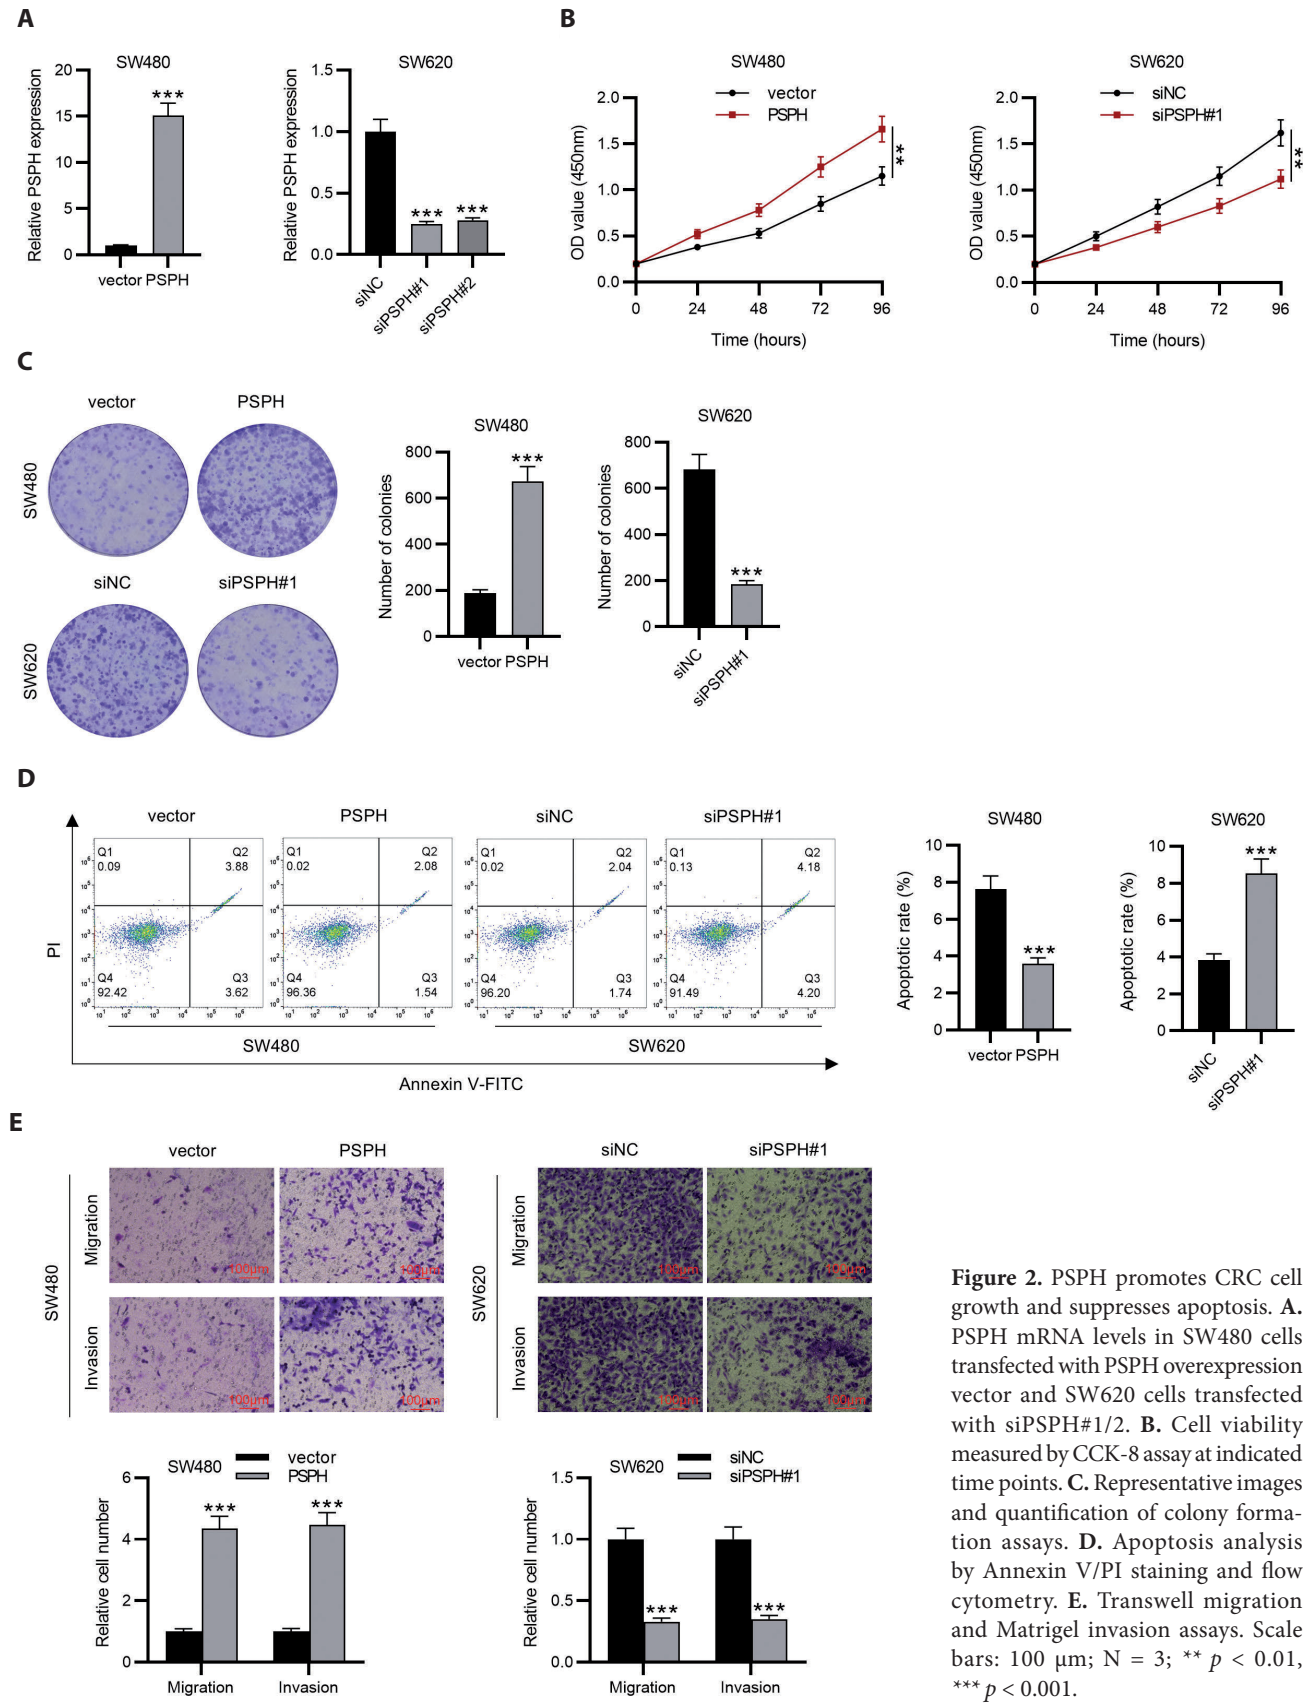 A
SW480
Relative PSPH expression
20
15
10
5
0
***
vector PSPH
SW620
Relative PSPH expression
1.5
1.0
0.5
0.0
*** ***
siNC
siPSPH#1
siPSPH#2
B
SW480
vector
PSPH
OD value (450nm)
2.0
1.5
1.0
0.5
0.0
**
0 24 48 72 96
Time (hours)
SW620
siNC
siPSPH#1
OD value (450nm)
2.0
1.5
1.0
0.5
0.0
**
0 24 48 72 96
Time (hours)
C
vector PSPH
SW480
siNC siPSPH#1
SW620
SW480
Number of colonies
800
600
400
200
0
***
vector PSPH
SW620
Number of colonies
800
600
400
200
0
***
siNC
siPSPH#1
D
vector PSPH siNC siPSPH#1
PI
Q1
0.09
Q2
3.88
Q4
92.42
Q3
3.62
Q1
0.02
Q2
2.08
Q4
96.36
Q3
1.54
Q1
0.02
Q2
2.04
Q4
96.20
Q3
1.74
Q1
0.13
Q2
4.18
Q4
91.49
Q3
4.20
SW480 SW620
Annexin V-FITC
SW480
Apoptotic rate (%)
10
8
6
4
2
0
***
vector PSPH
SW620
Apoptotic rate (%)
10
8
6
4
2
0
***
siNC
siPSPH#1
E
vector PSPH
SW480
Migration
100μm 100μm
Invasion
100μm 100μm
siNC siPSPH#1
SW620
Migration
100μm 100μm
Invasion
100μm 100μm
SW480
vector
PSPH
Relative cell number
6
4
2
0
*** ***
Migration Invasion
SW620
siNC
siPSPH#1
Relative cell number
1.5
1.0
0.5
0.0
*** ***
Migration Invasion
Figure 2. PSPH promotes CRC cell
growth and suppresses apoptosis. A.
PSPH mRNA levels in SW480 cells
transfected with PSPH overexpression
vector and SW620 cells transfected
with siPSPH#1/2. B. Cell viability
measured by CCK-8 assay at indicated
time points. C. Representative images
and quantification of colony forma-
tion assays. D. Apoptosis analysis
by Annexin V/PI staining and flow
cytometry. E. Transwell migration
and Matrigel invasion assays. Scale
bars: 100 μm; N = 3; ** p < 0.01,
*** p < 0.001.